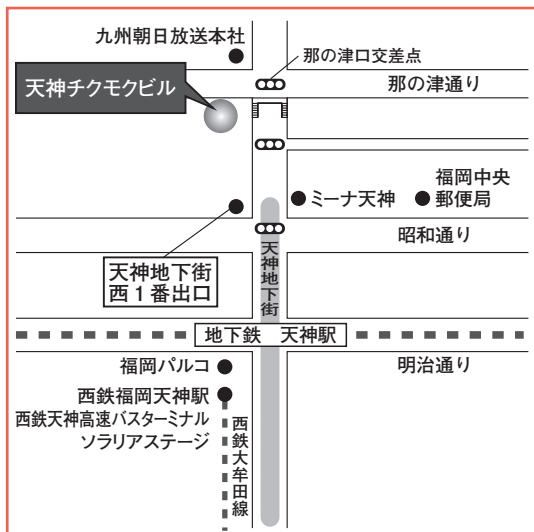 九州朝日放送本社
那の津口交差点
天神チクモクビル
那の津通り
福岡中央
郵便局
ミーナ天神
昭和通り
天神地下街
西1番出口
天神地下街
地下鉄 天神駅
福岡パルコ
明治通り
西鉄福岡天神駅
西鉄天神高速バスターミナル
ソラリアステージ
西鉄大牟田線